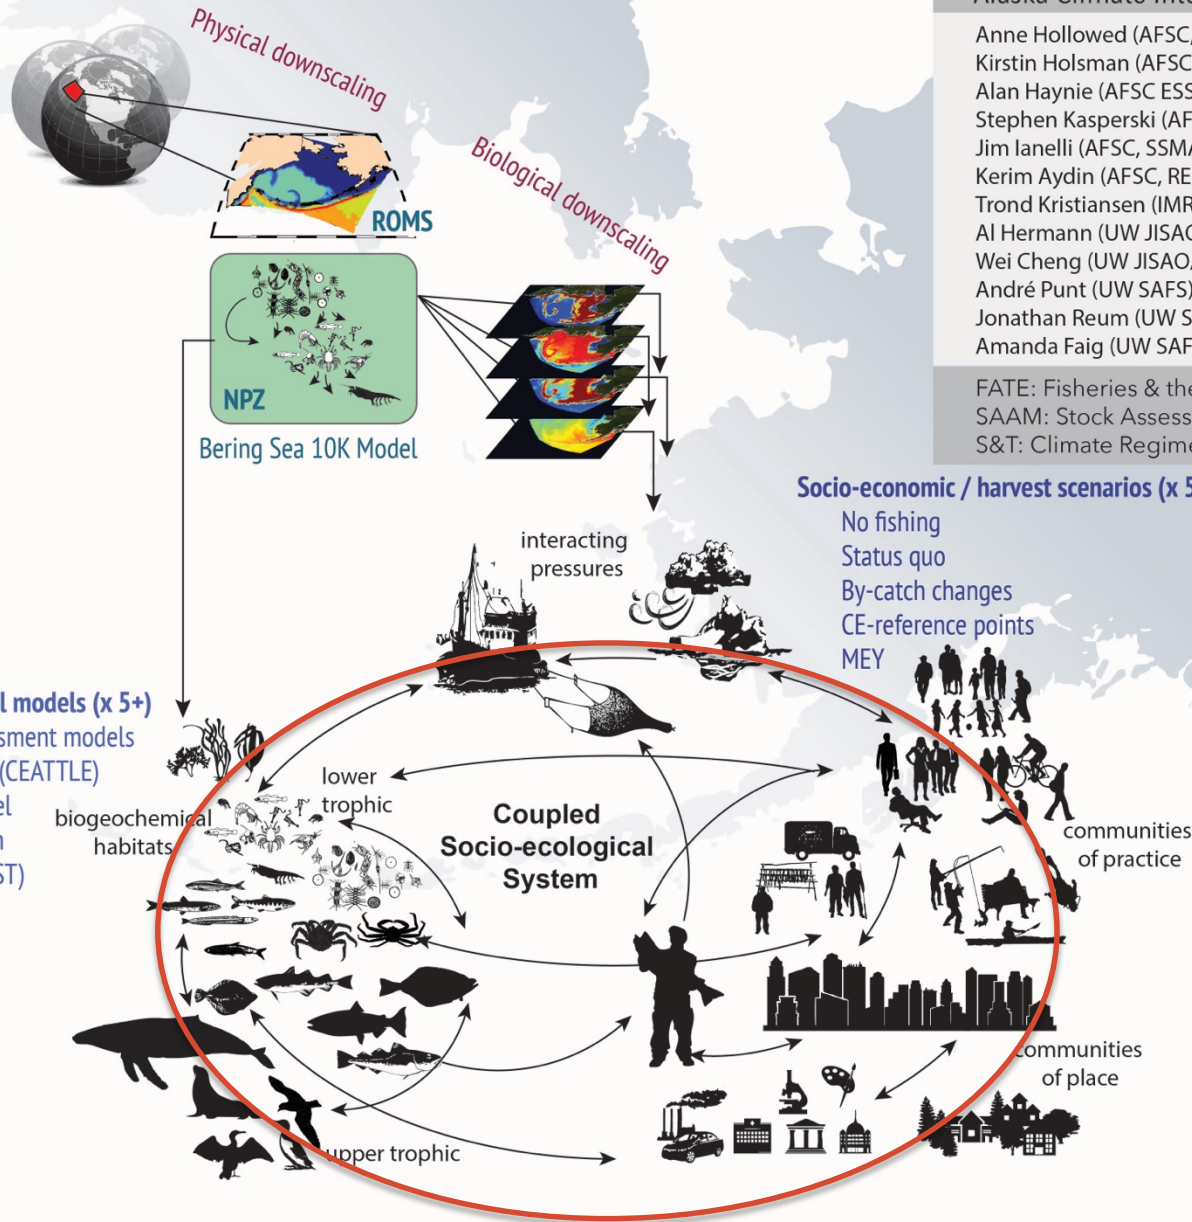 Physical downscaling
ROMS
Biological downscaling
NPZ
Bering Sea 10K Model
Anne Hollowed (AFSC,
Kirstin Holsman (AFSC
Alan Haynie (AFSC ESS
Stephen Kasperski (AF
Jim Ianelli (AFSC, SSMA
Kerim Aydin (AFSC, RE
Trond Kristiansen (IMR
Al Hermann (UW JISAO
Wei Cheng (UW JISAO,
André Punt (UW SAFS)
Jonathan Reum (UW S
Amanda Faig (UW SAF
FATE: Fisheries & the
SAAM: Stock Assess
S&T: Climate Regime
Socio-economic / harvest scenarios (x 5
No fishing
Status quo
By-catch changes
CE-reference points
MEY
interacting
pressures
l models (x 5+)
sment models
(CEATTLE)
el
n
ST)
biogeochemical
habitats
lower
trophic
Coupled
Socio-ecological
System
communities
of practice
communities
of place
upper trophic